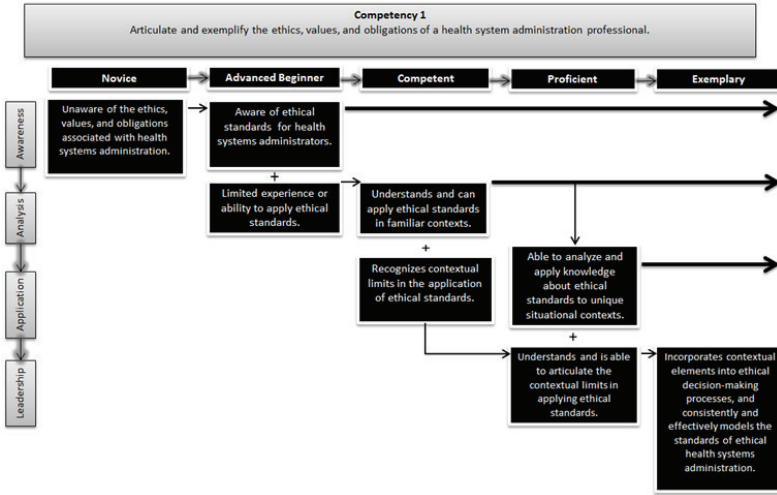 Competency 1
Articulate and exemplify the ethics, values, and obligations of a health system administration professional.
Novice
Advanced Beginner
Competent
Proficient
Exemplary
Awareness
Unaware of the ethics,
values, and obligations
associated with health
systems administration.
Aware of ethical
standards for health
systems administrators.
+
Analysis
Limited experience or
ability to apply ethical
standards.
Understands and can
apply ethical standards
in familiar contexts.
+
Application
Recognizes contextual
limits in the application
of ethical standards.
Able to analyze and
apply knowledge
about ethical
standards to unique
situational contexts.
+
Leadership
Understands and is able
to articulate the
contextual limits in
applying ethical
standards.
Incorporates contextual
elements into ethical
decision-making
processes, and
consistently and
effectively models the
standards of ethical
health systems
administration.